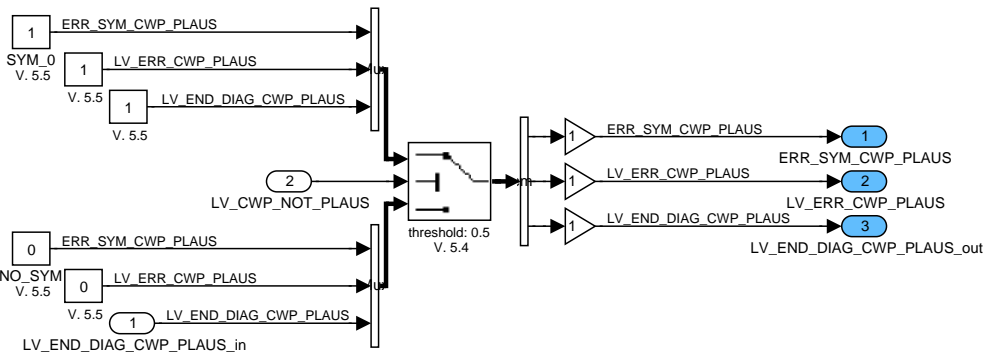 1
ERR_SYM_CWP_PLAUS
SYM_0
V. 5.5
1
LV_ERR_CWP_PLAUS
V. 5.5
1
LV_END_DIAG_CWP_PLAUS
V. 5.5
2
LV_CWP_NOT_PLAUS
threshold: 0.5
V. 5.4
1
ERR_SYM_CWP_PLAUS
1
ERR_SYM_CWP_PLAUS
1
LV_ERR_CWP_PLAUS
2
LV_ERR_CWP_PLAUS
1
LV_END_DIAG_CWP_PLAUS
3
LV_END_DIAG_CWP_PLAUS_out
0
ERR_SYM_CWP_PLAUS
NO_SYM
V. 5.5
0
LV_ERR_CWP_PLAUS
V. 5.5
1
LV_END_DIAG_CWP_PLAUS
LV_END_DIAG_CWP_PLAUS_in